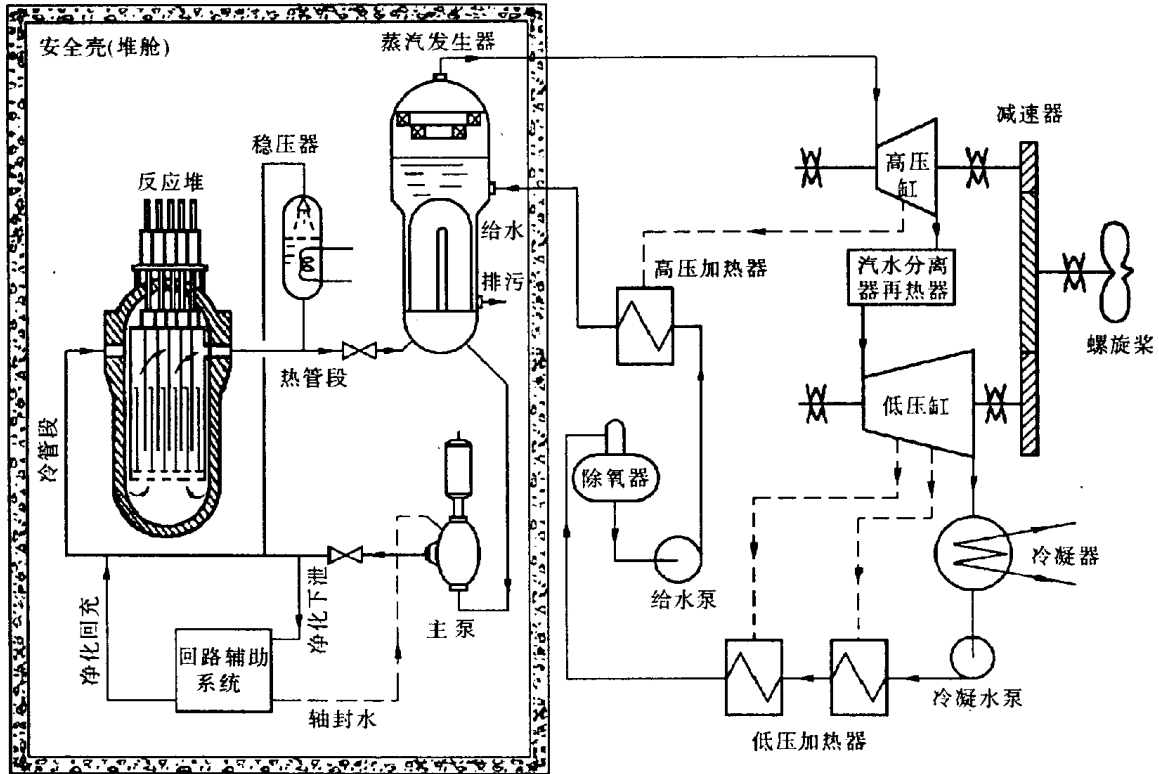 安全壳(堆舱)
蒸汽发生器
稳压器
反应堆
给水
排污
热管段
冷管段
主泵
净化下泄
净化回充
回路辅助
系统
轴封水
减速器
高压
缸
汽水分离
器再热器
高压加热器
螺旋桨
低压缸
除氧器
给水泵
冷凝器
冷凝水泵
低压加热器